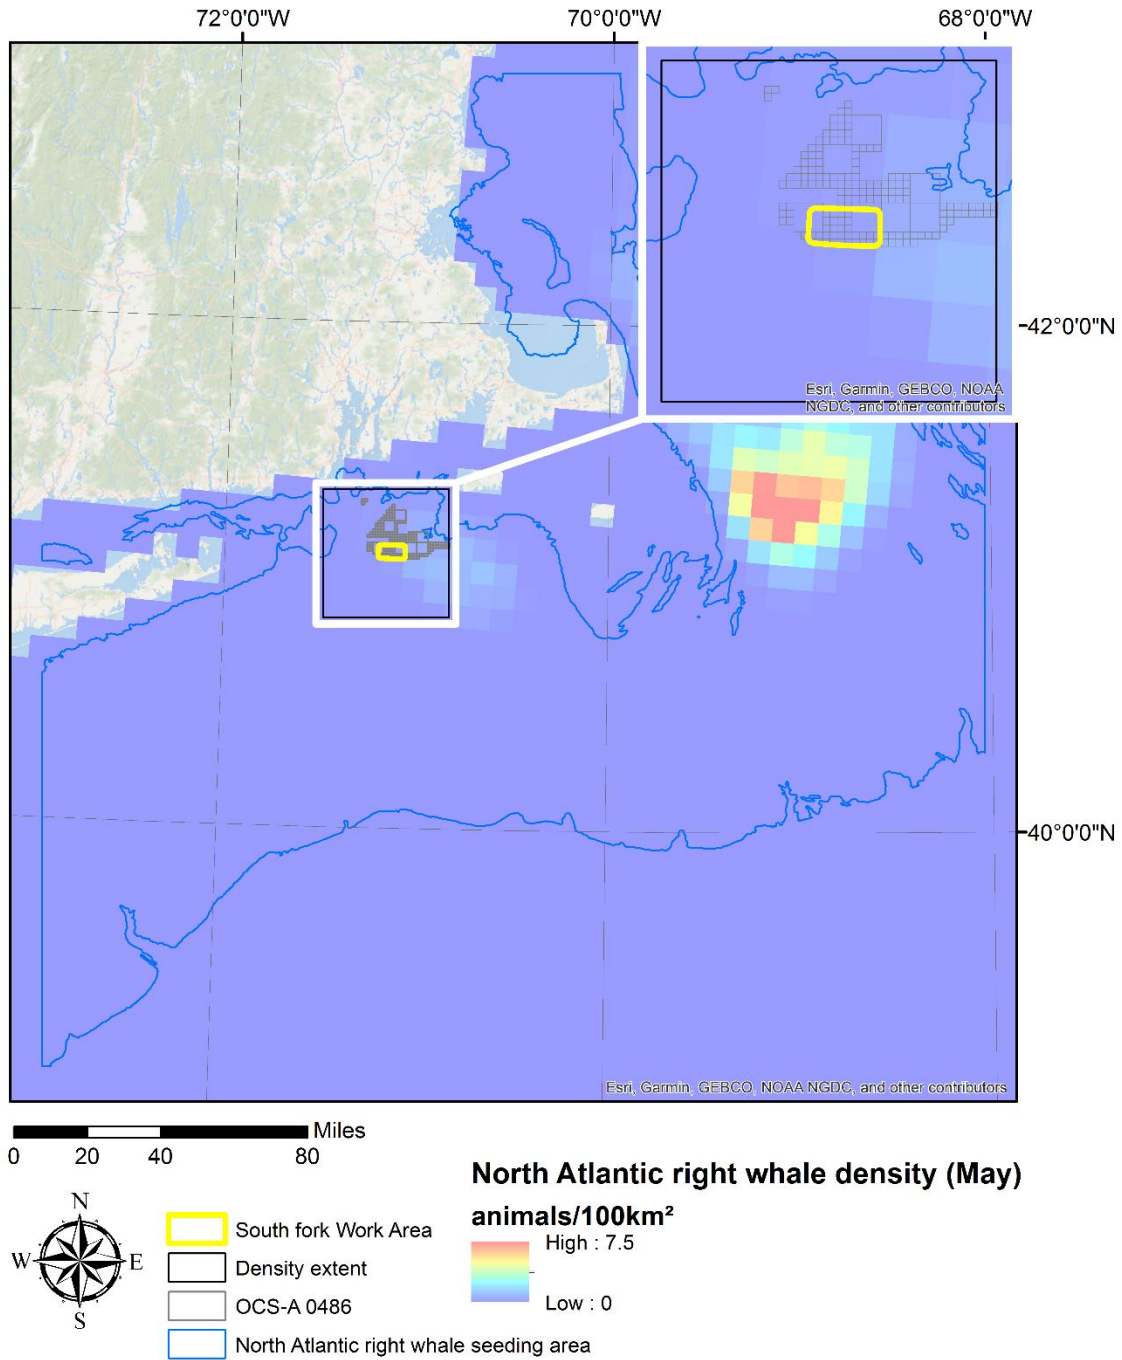 72°0'0"W
70°0'0"W
68°0'0"W
42°0'0"N
Esri, Garmin, GEBCO, NOAA
NGDC, and other contributors
40°0'0"N
Esri, Garmin, GEBCO, NOAA NGDC, and other contributors
Miles
0 20 40 80
North Atlantic right whale density (May)
animals/100km²
High : 7.5
Low : 0
N
W E
S
South fork Work Area
Density extent
OCS-A 0486
North Atlantic right whale seeding area